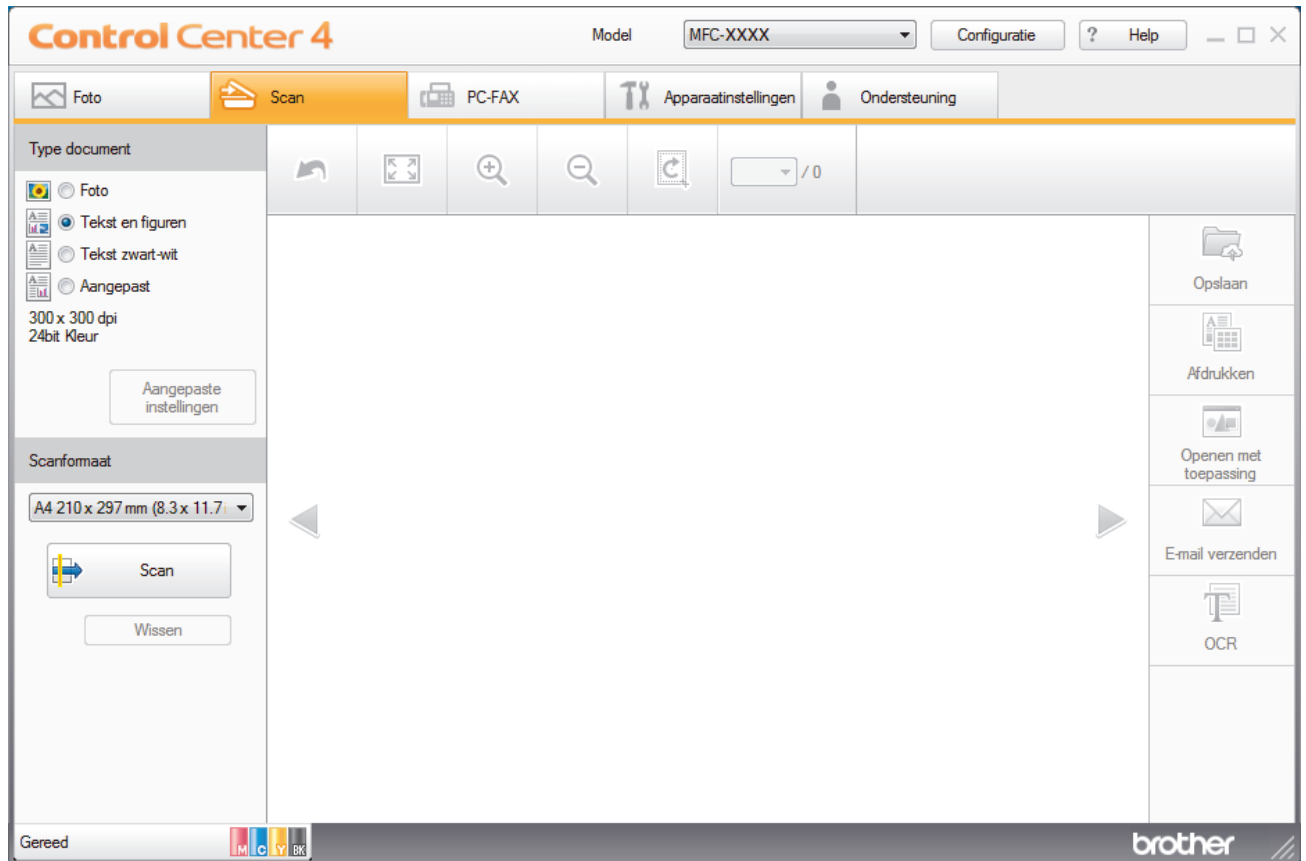 Control Center 4
Model
MFC-XXXX
Configuratie
? Help
Foto
Scan
PC-FAX
Apparaatinstellingen
Ondersteuning
Type document
/ 0
Foto
Tekst en figuren
Tekst zwart-wit
Aangepast
300 x 300 dpi
24bit Kleur
Aangepaste
instellingen
Scanformaat
A4 210 x 297 mm (8.3 x 11.7
Scan
Wissen
Opslaan
Afdrukken
Openen met
toepassing
E-mail verzenden
OCR
Gereed
M C Y BK
brother